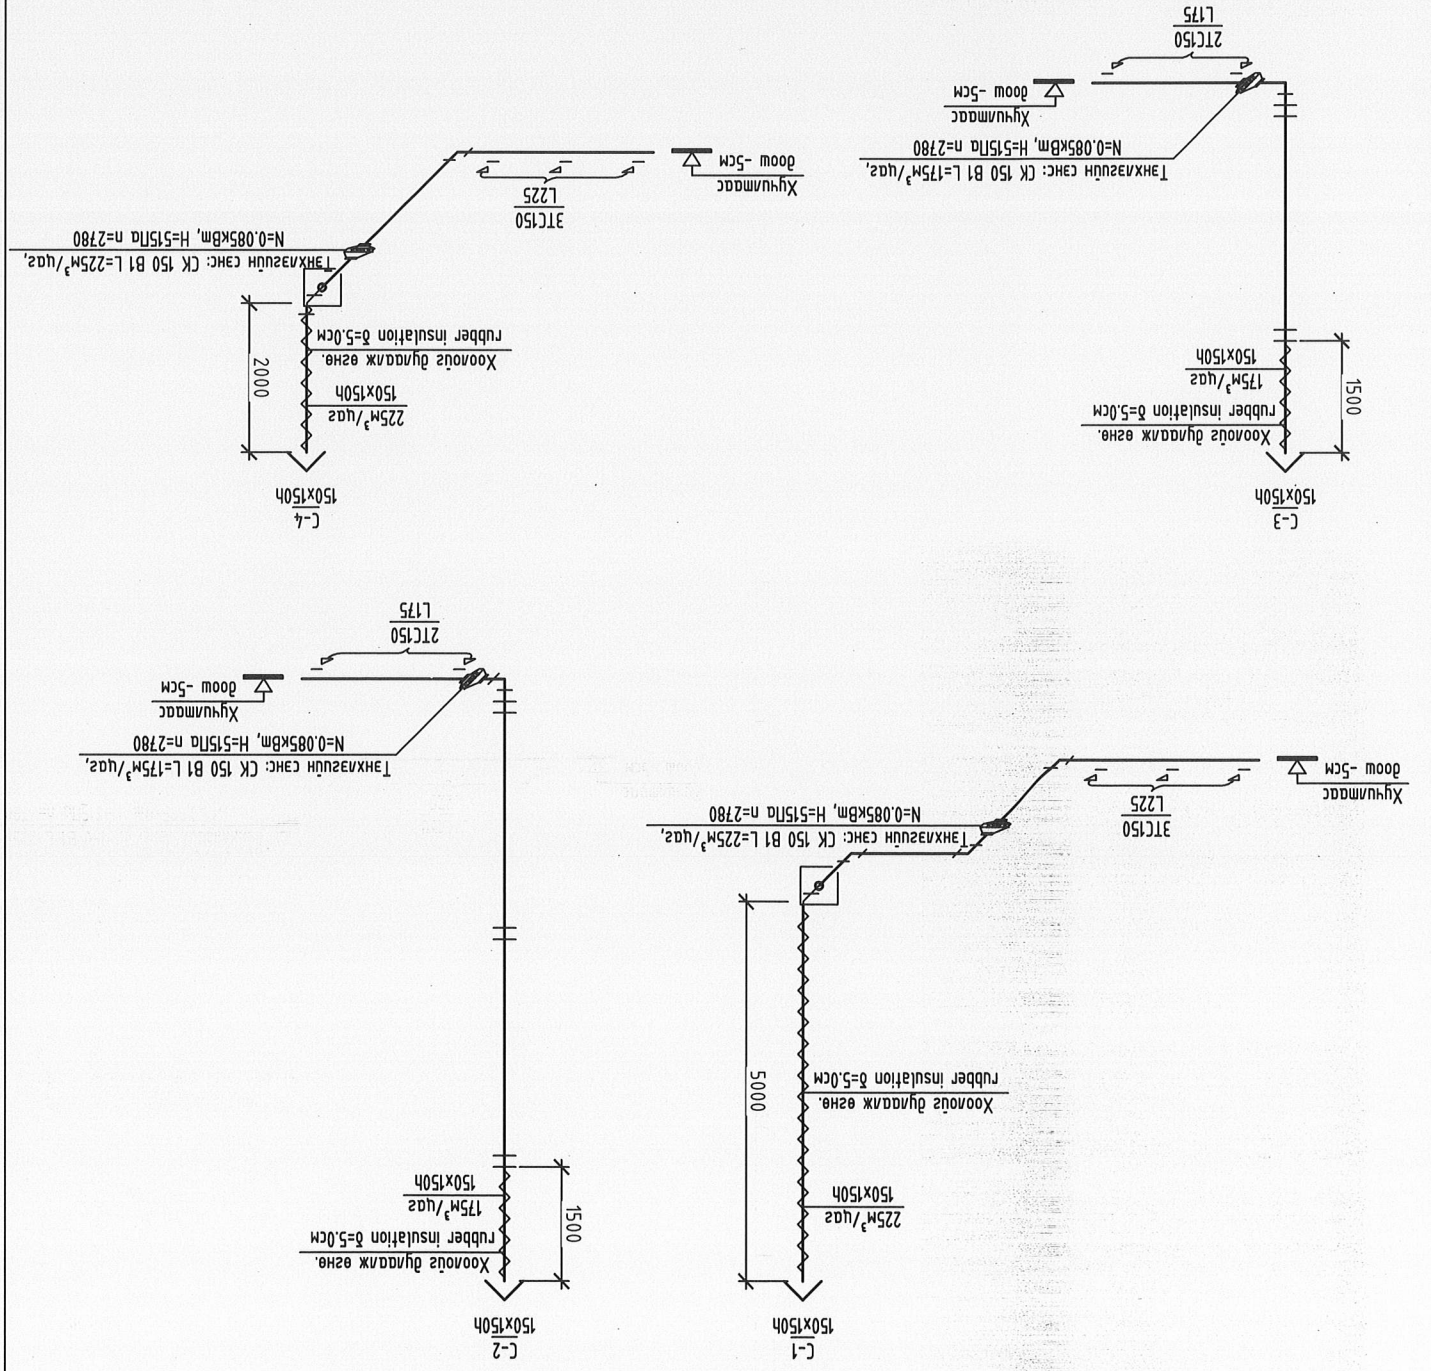 С-1
150x150h
225м³/цаг
150x150h
Хоолойг дулаалж өгнө.
rubber insulation δ=5.0см
5000
Тэнхлэгийн сэнс: СК 150 В1 L=225м³/цаг,
N=0.085кВт, H=515Па n=2780
3ТС150
L225
Хучилтаас
доош -5см
С-2
150x150h
1500
Хоолойг дулаалж өгнө.
rubber insulation δ=5.0см
175м³/цаг
150x150h
Тэнхлэгийн сэнс: СК 150 В1 L=175м³/цаг,
N=0.085кВт, H=515Па n=2780
Хучилтаас
доош -5см
2ТС150
L175
С-3
150x150h
1500
Хоолойг дулаалж өгнө.
rubber insulation δ=5.0см
175м³/цаг
150x150h
Тэнхлэгийн сэнс: СК 150 В1 L=175м³/цаг,
N=0.085кВт, H=515Па n=2780
Хучилтаас
доош -5см
2ТС150
L175
С-4
150x150h
225м³/цаг
150x150h
2000
Хоолойг дулаалж өгнө.
rubber insulation δ=5.0см
Тэнхлэгийн сэнс: СК 150 В1 L=225м³/цаг,
N=0.085кВт, H=515Па n=2780
3ТС150
L225
Хучилтаас
доош -5см